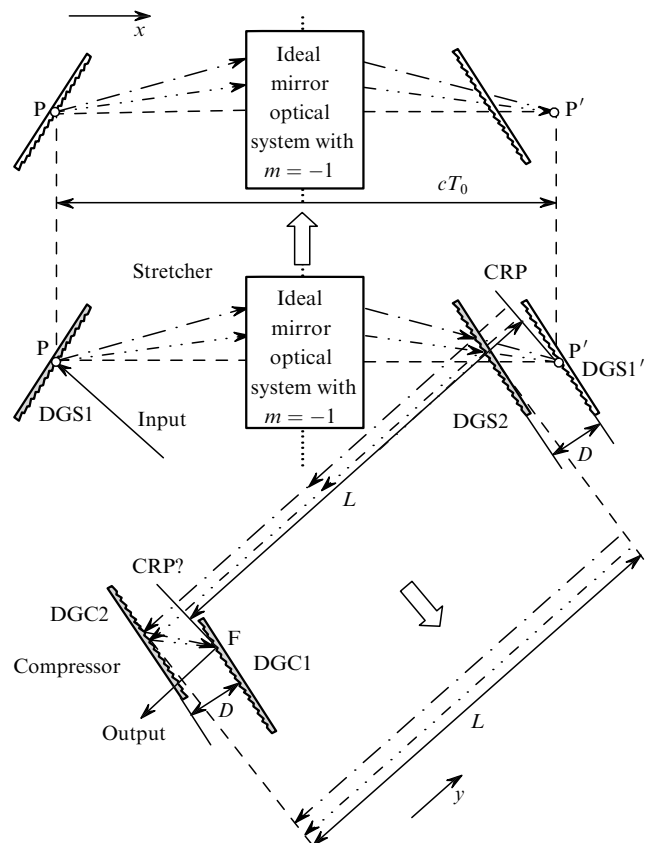 x
Ideal
mirror
optical
system with
m = −1
P
P′
cT0
Stretcher
CRP
Ideal
mirror
optical
system with
m = −1
P
P′
DGS1
DGS1′
Input
DGS2
D
L
CRP?
DGC2
F
DGC1
Compressor
D
Output
L
y